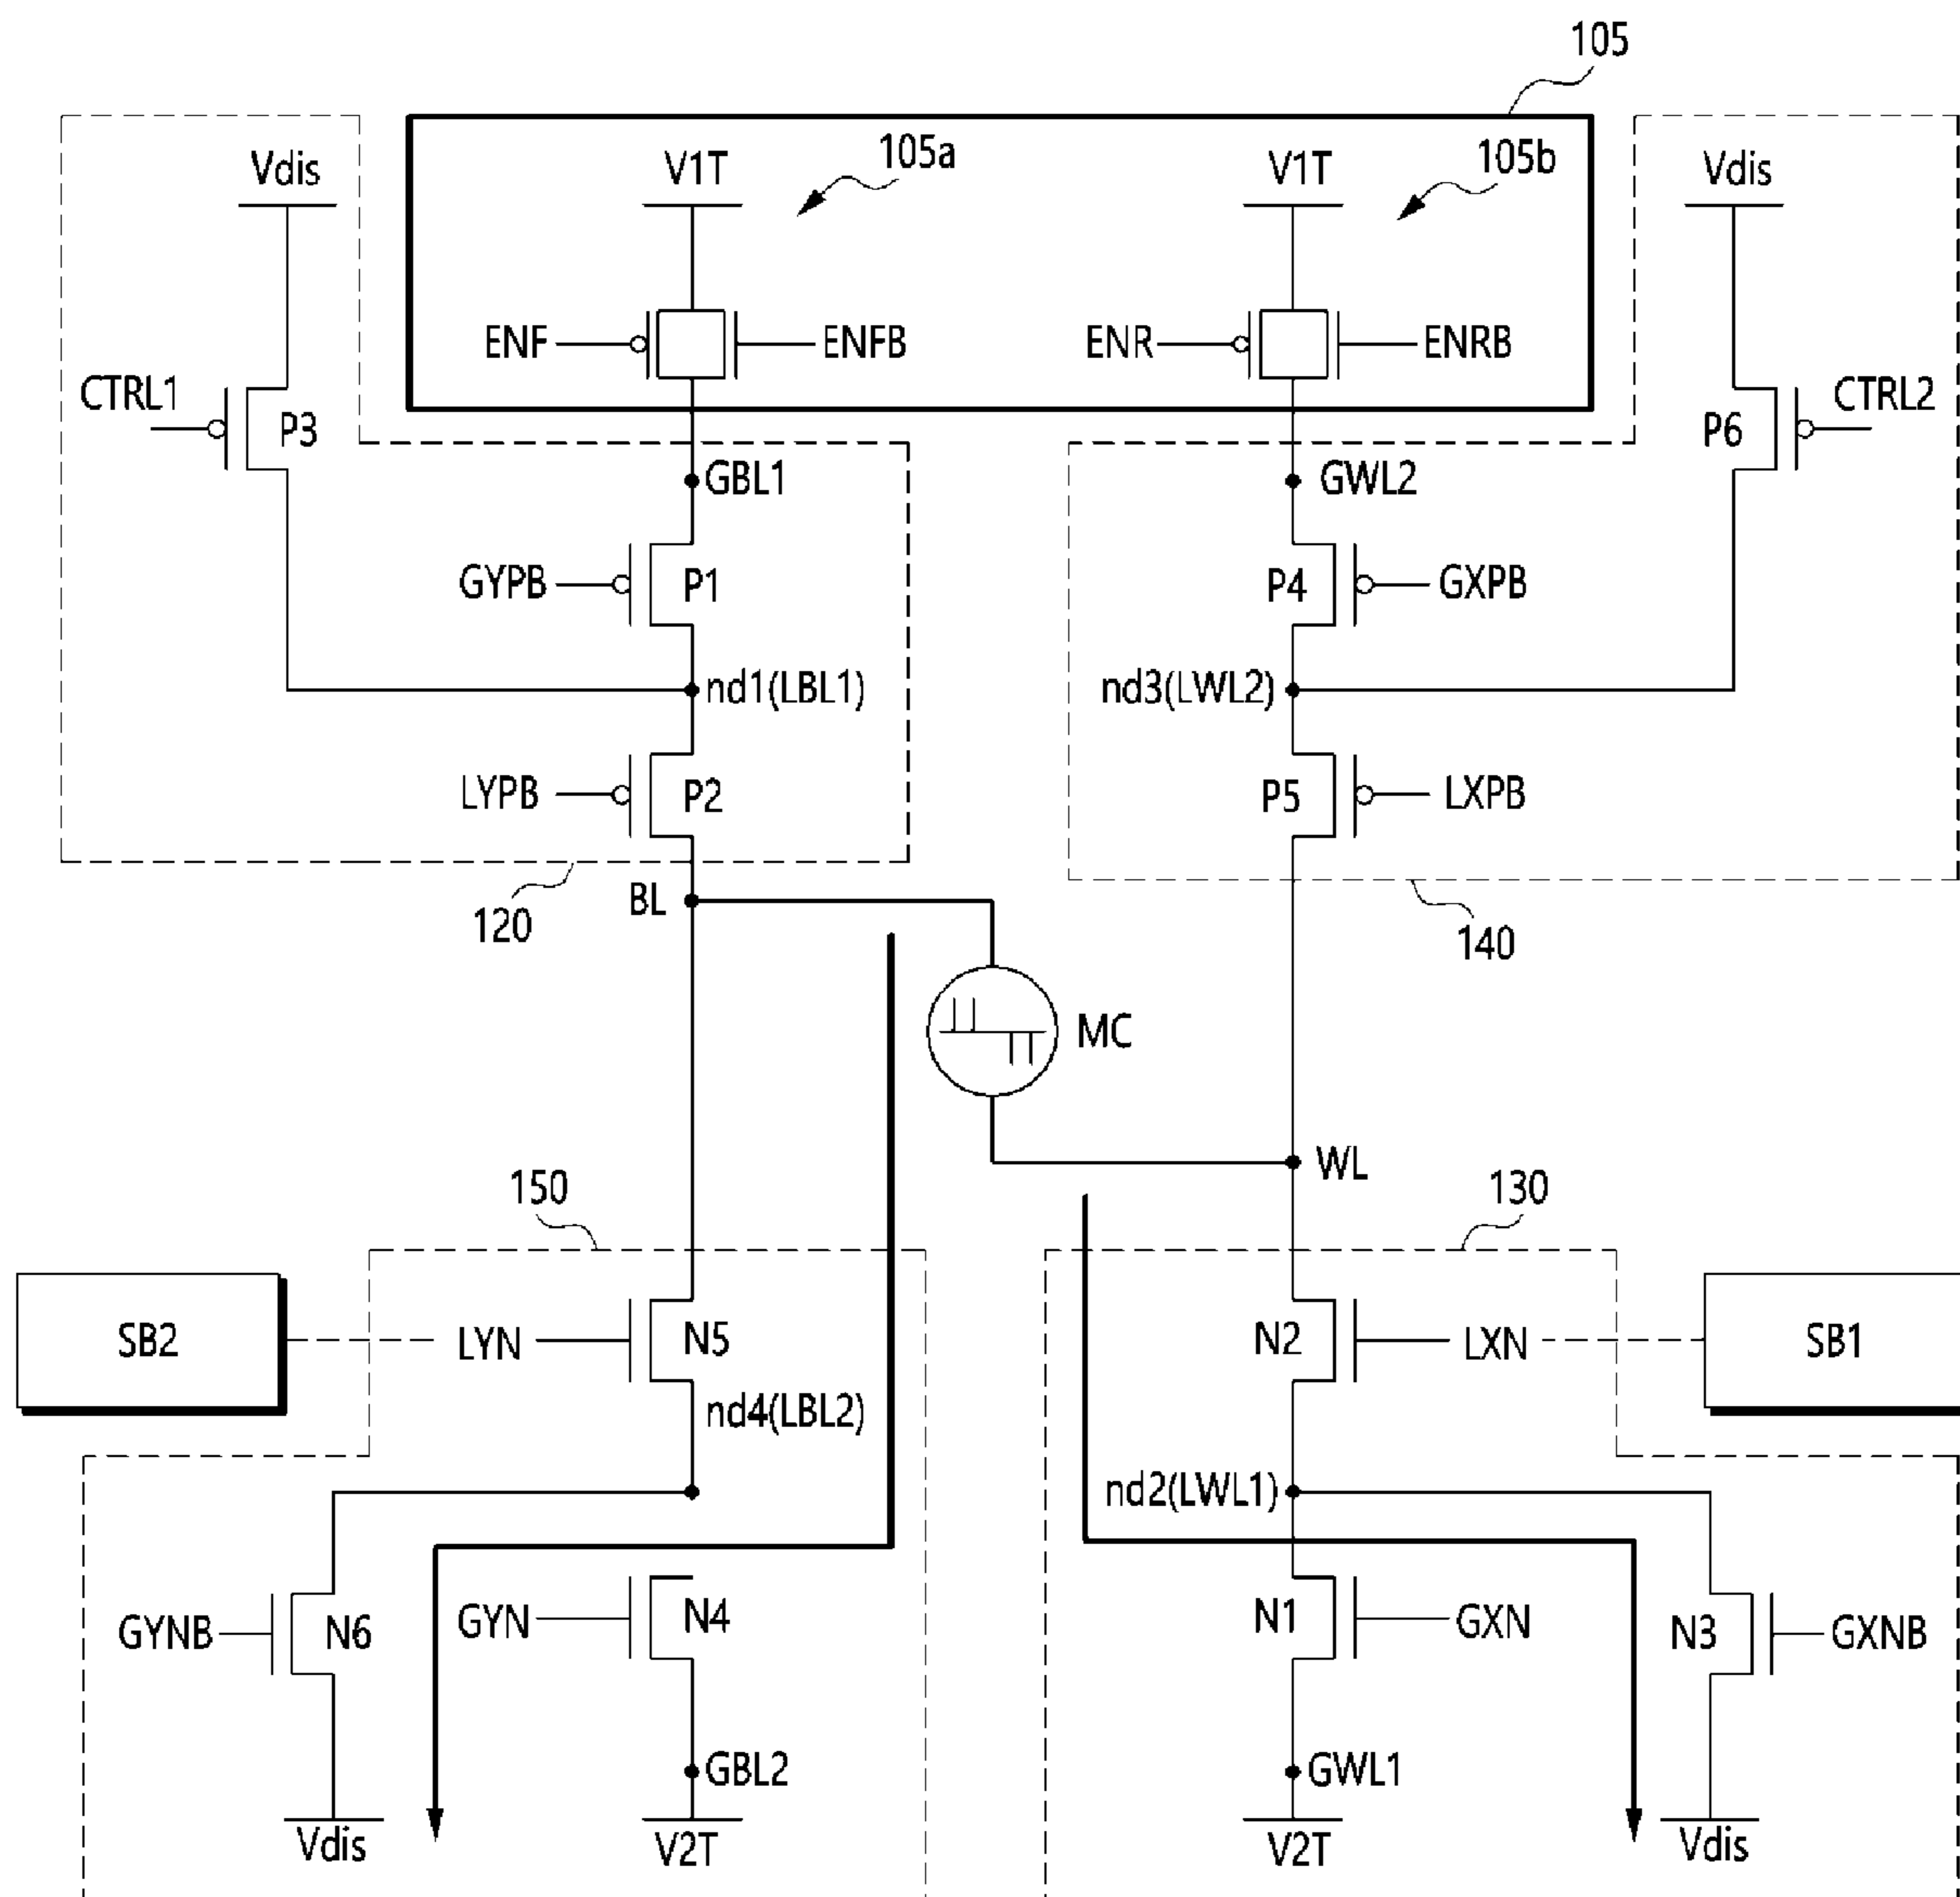 105
Vdis
V1T
105a
V1T
105b
Vdis
ENF
ENFB
ENR
ENRB
CTRL1
P3
P6
CTRL2
GBL1
GWL2
GYPB
P1
P4
GXPB
nd1(LBL1)
nd3(LWL2)
LYPB
P2
P5
LXPB
120
BL
140
MC
WL
150
130
SB2
LYN
N5
N2
LXN
SB1
nd4(LBL2)
nd2(LWL1)
GYNB
N6
GYN
N4
N1
GXN
N3
GXNB
GBL2
GWL1
Vdis
V2T
V2T
Vdis